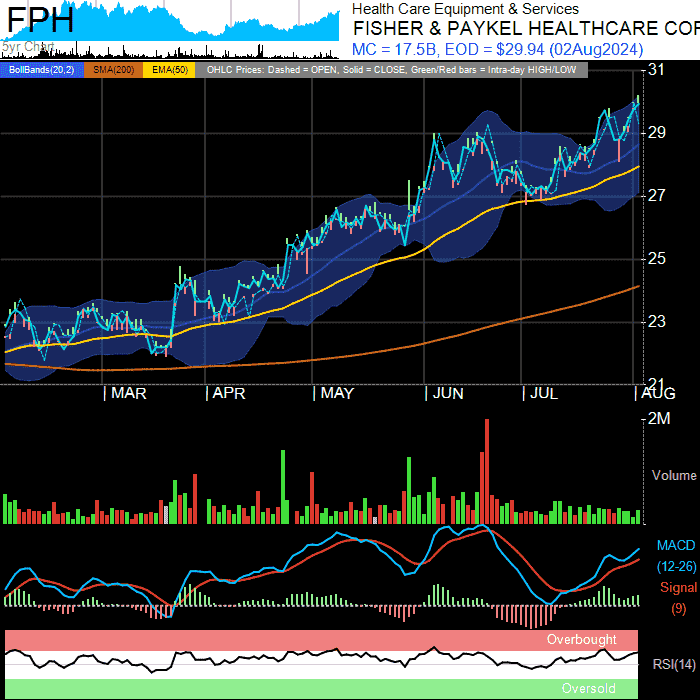 FPH
5yr Chart
Health Care Equipment & Services
FISHER & PAYKEL HEALTHCARE COR
MC = 17.5B, EOD = $29.94 (02Aug2024)
BollBands(20,2) SMA(200) EMA(50) OHLC Prices: Dashed = OPEN, Solid = CLOSE, Green/Red bars = Intra-day HIGH/LOW
31
29
27
25
23
21
MAR APR MAY JUN JUL AUG
2M
Volume
MACD
(12-26)
Signal
(9)
Overbought
RSI(14)
Oversold